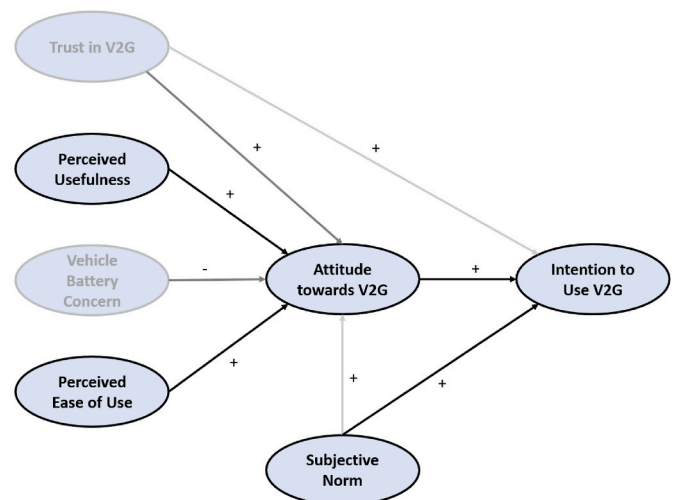 Trust in V2G
+
+
Perceived
Usefulness
+
Vehicle
Battery
Concern
-
Attitude
towards V2G
+
Intention to
Use V2G
Perceived
Ease of Use
+
+
+
Subjective
Norm